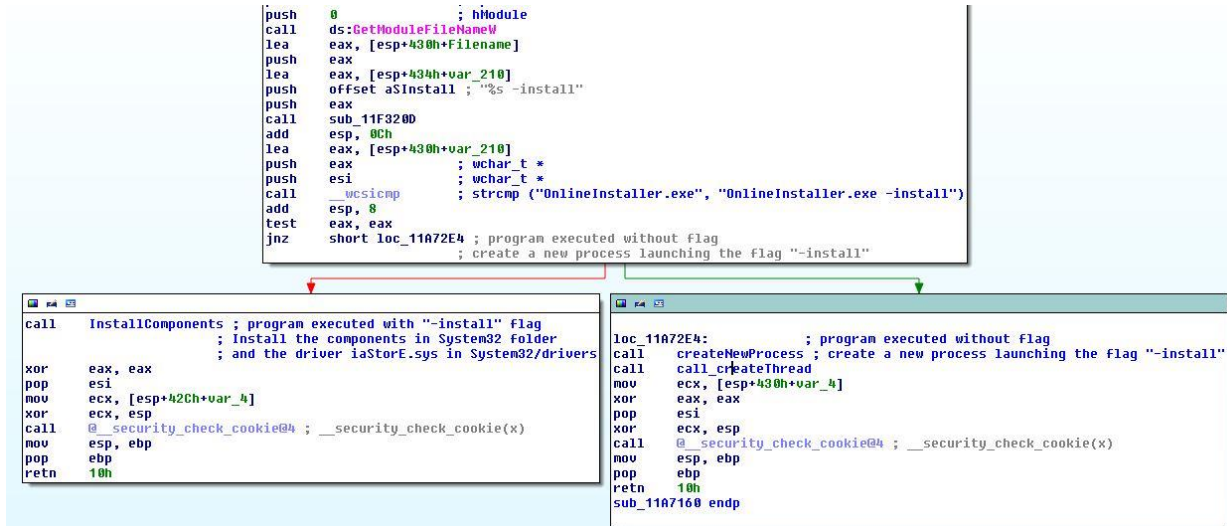 push 0 ; hModule
call ds:GetModuleFileNameW
lea eax, [esp+430h+Filename]
push eax
lea eax, [esp+434h+var_210]
push offset aSInstall ; "%s -install"
push eax
call sub_11F320D
add esp, 0Ch
lea eax, [esp+430h+var_210]
push eax ; wchar_t *
push esi ; wchar_t *
call __wcsicmp ; strcmp ("OnlineInstaller.exe", "OnlineInstaller.exe -install")
add esp, 8
test eax, eax
jnz short loc_11A72E4 ; program executed without flag
; create a new process launching the flag "-install"
call InstallComponents ; program executed with "-install" flag
; Install the components in System32 folder
; and the driver iaStorE.sys in System32/drivers
xor eax, eax
pop esi
mov ecx, [esp+42Ch+var_4]
xor ecx, esp
call @__security_check_cookie@4 ; __security_check_cookie(x)
mov esp, ebp
pop ebp
retn 10h
loc_11A72E4: ; program executed without flag
call createNewProcess ; create a new process launching the flag "-install"
call call_createThread
mov ecx, [esp+430h+var_4]
xor eax, eax
pop esi
xor ecx, esp
call @__security_check_cookie@4 ; __security_check_cookie(x)
mov esp, ebp
pop ebp
retn 10h
sub_11A7160 endp